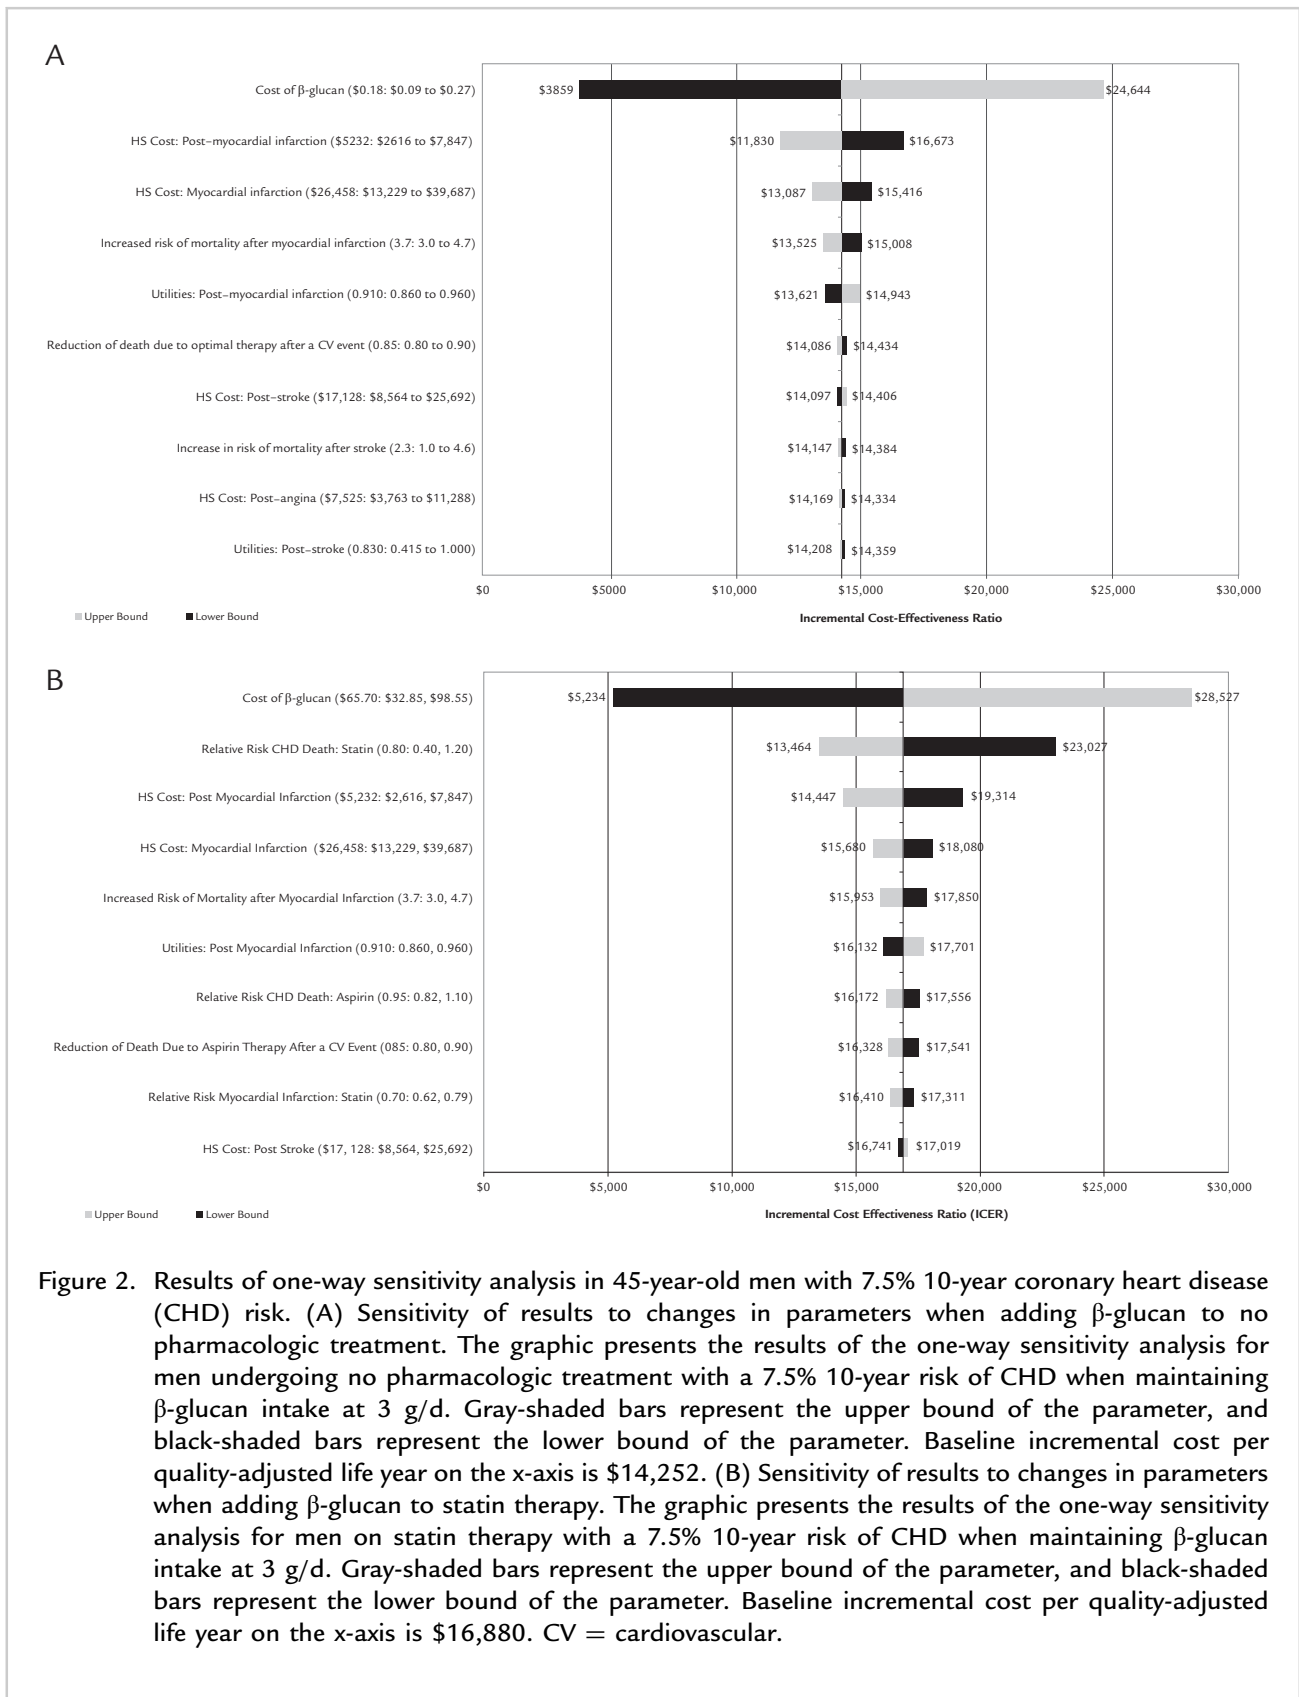 A
Cost of β-glucan ($0.18: $0.09 to $0.27) $3859 $24,644
HS Cost: Post–myocardial infarction ($5232: $2616 to $7,847) $11,830 $16,673
HS Cost: Myocardial infarction ($26,458: $13,229 to $39,687) $13,087 $15,416
Increased risk of mortality after myocardial infarction (3.7: 3.0 to 4.7) $13,525 $15,008
Utilities: Post–myocardial infarction (0.910: 0.860 to 0.960) $13,621 $14,943
Reduction of death due to optimal therapy after a CV event (0.85: 0.80 to 0.90) $14,086 $14,434
HS Cost: Post–stroke ($17,128: $8,564 to $25,692) $14,097 $14,406
Increase in risk of mortality after stroke (2.3: 1.0 to 4.6) $14,147 $14,384
HS Cost: Post–angina ($7,525: $3,763 to $11,288) $14,169 $14,334
Utilities: Post–stroke (0.830: 0.415 to 1.000) $14,208 $14,359
$0 $5000 $10,000 $15,000 $20,000 $25,000 $30,000
Upper Bound Lower Bound Incremental Cost-Effectiveness Ratio
B
Cost of β-glucan ($65.70: $32.85, $98.55) $5,234 $28,527
Relative Risk CHD Death: Statin (0.80: 0.40, 1.20) $13,464 $23,027
HS Cost: Post Myocardial Infarction ($5,232: $2,616, $7,847) $14,447 $19,314
HS Cost: Myocardial Infarction ($26,458: $13,229, $39,687) $15,680 $18,080
Increased Risk of Mortality after Myocardial Infarction (3.7: 3.0, 4.7) $15,953 $17,850
Utilities: Post Myocardial Infarction (0.910: 0.860, 0.960) $16,132 $17,701
Relative Risk CHD Death: Aspirin (0.95: 0.82, 1.10) $16,172 $17,556
Reduction of Death Due to Aspirin Therapy After a CV Event (085: 0.80, 0.90) $16,328 $17,541
Relative Risk Myocardial Infarction: Statin (0.70: 0.62, 0.79) $16,410 $17,311
HS Cost: Post Stroke ($17, 128: $8,564, $25,692) $16,741 $17,019
$0 $5,000 $10,000 $15,000 $20,000 $25,000 $30,000
Upper Bound Lower Bound Incremental Cost Effectiveness Ratio (ICER)
Figure 2. Results of one-way sensitivity analysis in 45-year-old men with 7.5% 10-year coronary heart disease
(CHD) risk. (A) Sensitivity of results to changes in parameters when adding β-glucan to no
pharmacologic treatment. The graphic presents the results of the one-way sensitivity analysis for
men undergoing no pharmacologic treatment with a 7.5% 10-year risk of CHD when maintaining
β-glucan intake at 3 g/d. Gray-shaded bars represent the upper bound of the parameter, and
black-shaded bars represent the lower bound of the parameter. Baseline incremental cost per
quality-adjusted life year on the x-axis is $14,252. (B) Sensitivity of results to changes in parameters
when adding β-glucan to statin therapy. The graphic presents the results of the one-way sensitivity
analysis for men on statin therapy with a 7.5% 10-year risk of CHD when maintaining β-glucan
intake at 3 g/d. Gray-shaded bars represent the upper bound of the parameter, and black-shaded
bars represent the lower bound of the parameter. Baseline incremental cost per quality-adjusted
life year on the x-axis is $16,880. CV = cardiovascular.